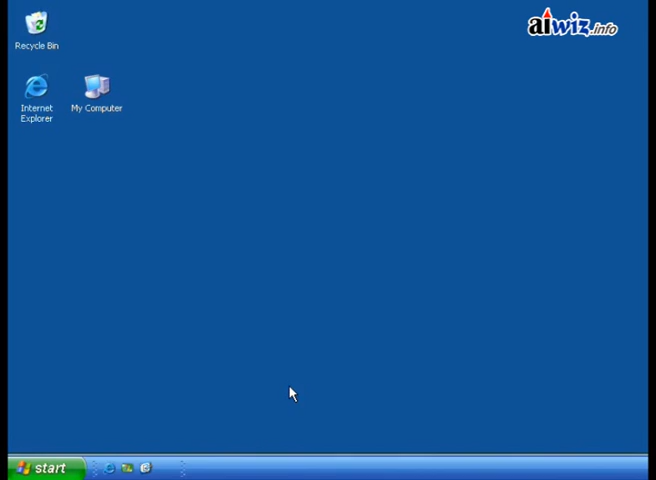 aiwiz.info
Recycle Bin
Internet
Explorer
My Computer
start